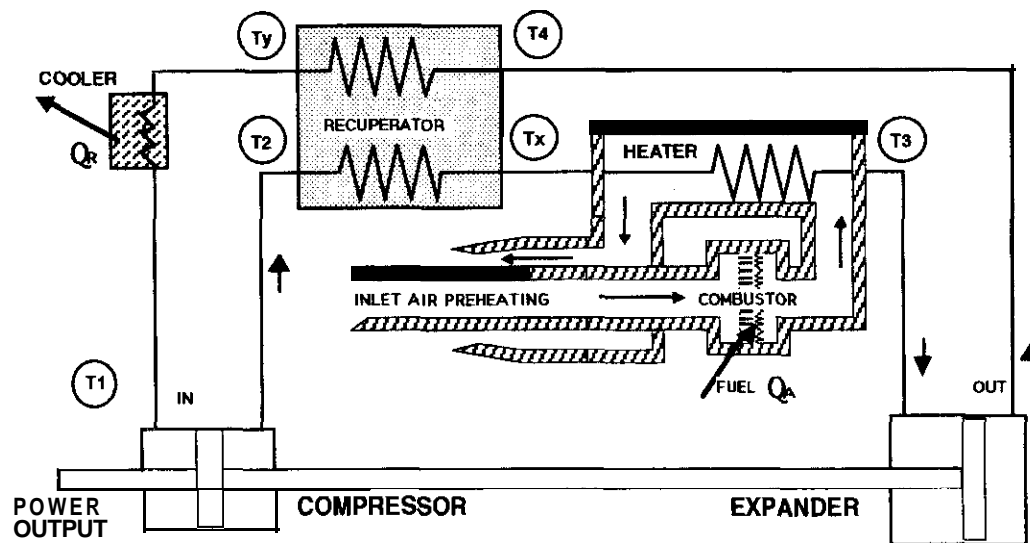 Ty
T4
COOLER
QR
RECUPERATOR
T2
Tx
T3
HEATER
INLET AIR PREHEATING
COMBUSTOR
FUEL QA
T1
IN
OUT
POWER
OUTPUT
COMPRESSOR
EXPANDER